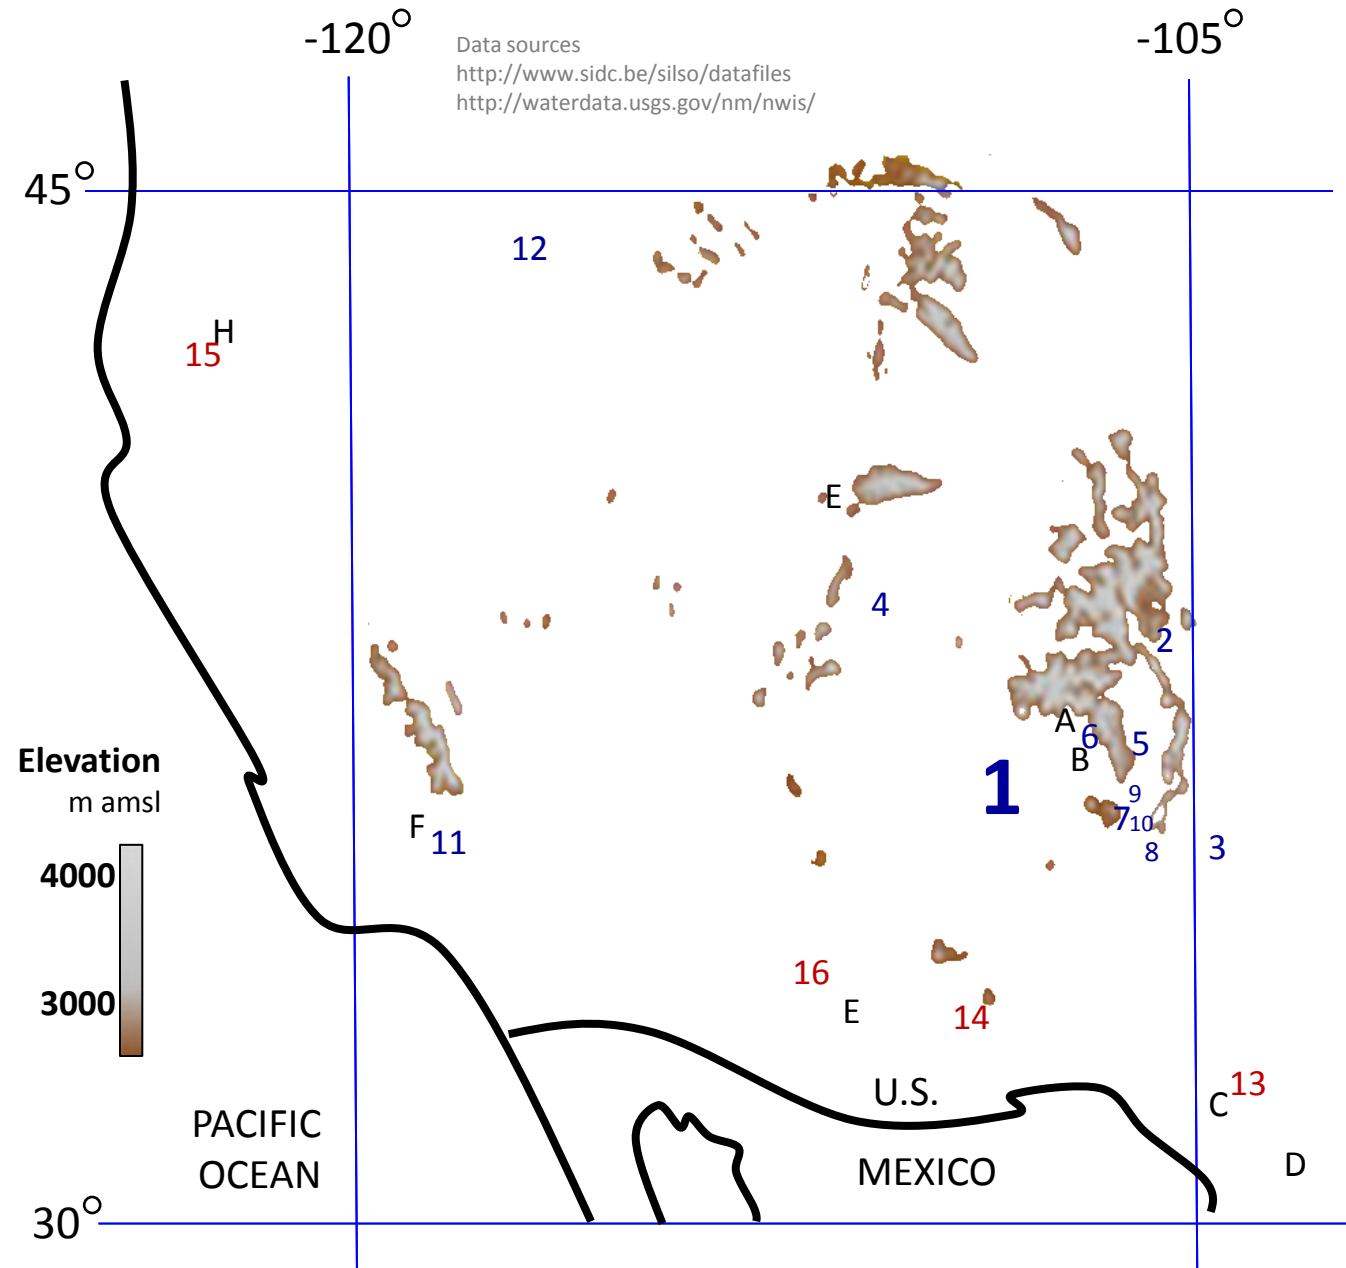 -120°
-105°
Data sources
http://www.sidc.be/silso/datafiles
http://waterdata.usgs.gov/nm/nwis/
45°
12
H
15
E
4
2
A
6
5
B
1
9
7
10
8
3
F
11
Elevation
m amsl
4000
3000
16
E
14
13
C
U.S.
D
PACIFIC
OCEAN
MEXICO
30°